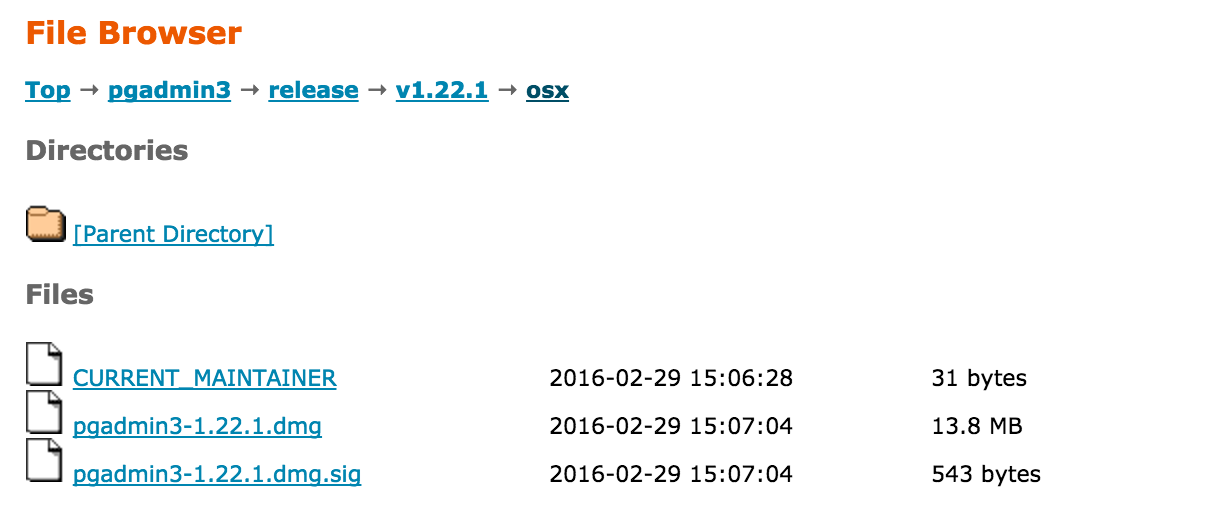 File Browser
Top → pgadmin3 → release → v1.22.1 → osx
Directories
[Parent Directory]
Files
CURRENT_MAINTAINER 2016-02-29 15:06:28 31 bytes
pgadmin3-1.22.1.dmg 2016-02-29 15:07:04 13.8 MB
pgadmin3-1.22.1.dmg.sig 2016-02-29 15:07:04 543 bytes